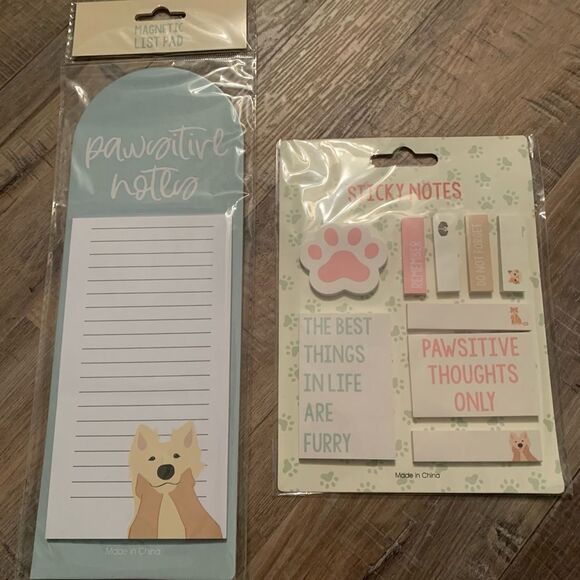 MAGNETIC
LIST PAD
pawsitive
notes
Made in China
STICKY NOTES
REMEMBER
DO NOT FORGET
THE BEST
THINGS
IN LIFE
ARE
FURRY
PAWSITIVE
THOUGHTS
ONLY
Made in China